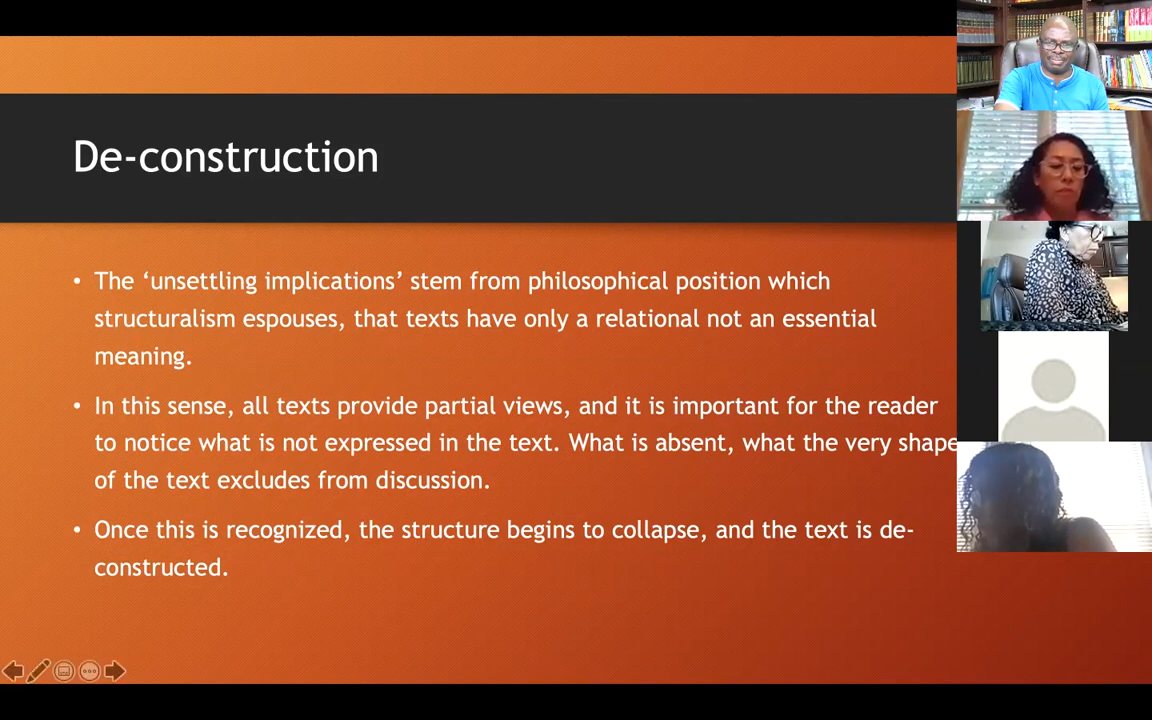 De-construction
• The ‘unsettling implications’ stem from philosophical position which
structuralism espouses, that texts have only a relational not an essential
meaning.
• In this sense, all texts provide partial views, and it is important for the reader
to notice what is not expressed in the text. What is absent, what the very shape
of the text excludes from discussion.
• Once this is recognized, the structure begins to collapse, and the text is de-
constructed.